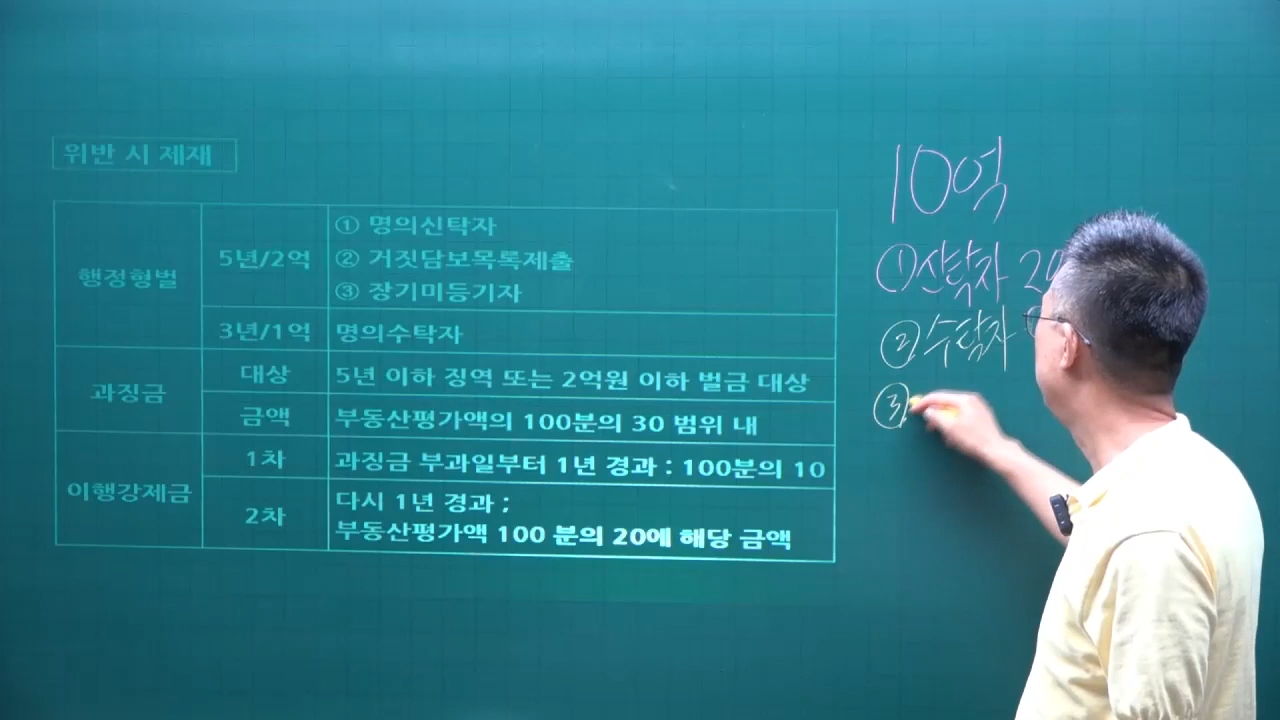 위반 시 제재
행정형벌
5년/2억
① 명의신탁자
② 거짓담보목록제출
③ 장기미등기자
3년/1억
명의수탁자
과징금
대상
5년 이하 징역 또는 2억원 이하 벌금 대상
금액
부동산평가액의 100분의 30 범위 내
이행강제금
1차
과징금 부과일부터 1년 경과 : 100분의 10
2차
다시 1년 경과 ;
부동산평가액 100 분의 20에 해당 금액
10억
① 신탁자
② 수탁자
③